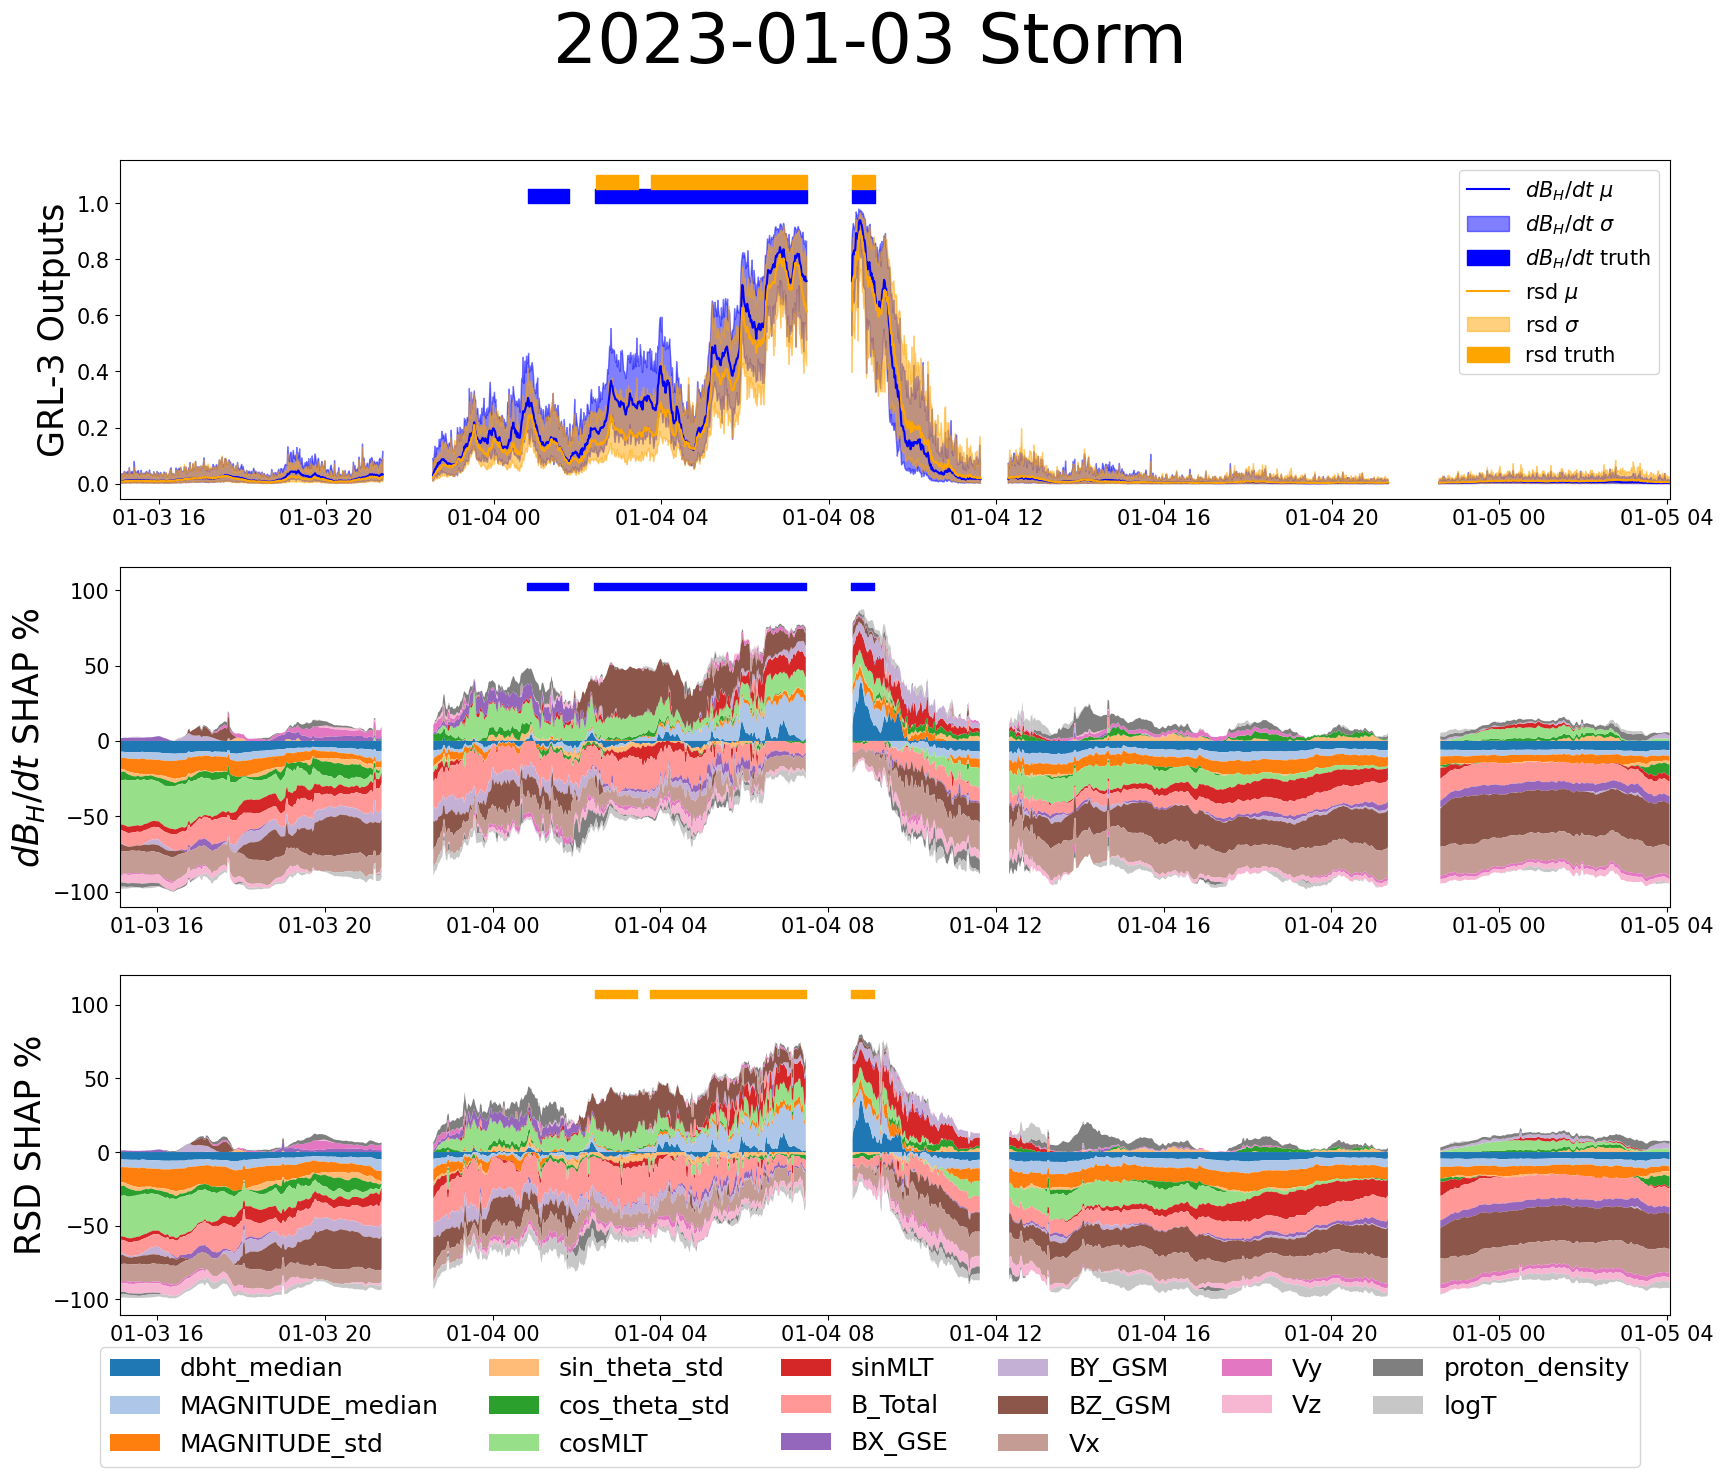 2023-01-03 Storm
GRL-3 Outputs
1.0
0.8
0.6
0.4
0.2
0.0
dB_H/dt μ
dB_H/dt σ
dB_H/dt truth
rsd μ
rsd σ
rsd truth
01-03 16 01-03 20 01-04 00 01-04 04 01-04 08 01-04 12 01-04 16 01-04 20 01-05 00 01-05 04
dB_H/dt SHAP %
100
50
0
−50
−100
01-03 16 01-03 20 01-04 00 01-04 04 01-04 08 01-04 12 01-04 16 01-04 20 01-05 00 01-05 04
RSD SHAP %
100
50
0
−50
−100
01-03 16 01-03 20 01-04 00 01-04 04 01-04 08 01-04 12 01-04 16 01-04 20 01-05 00 01-05 04
dbht_median
MAGNITUDE_median
MAGNITUDE_std
sin_theta_std
cos_theta_std
cosMLT
sinMLT
B_Total
BX_GSE
BY_GSM
BZ_GSM
Vx
Vy
Vz
proton_density
logT